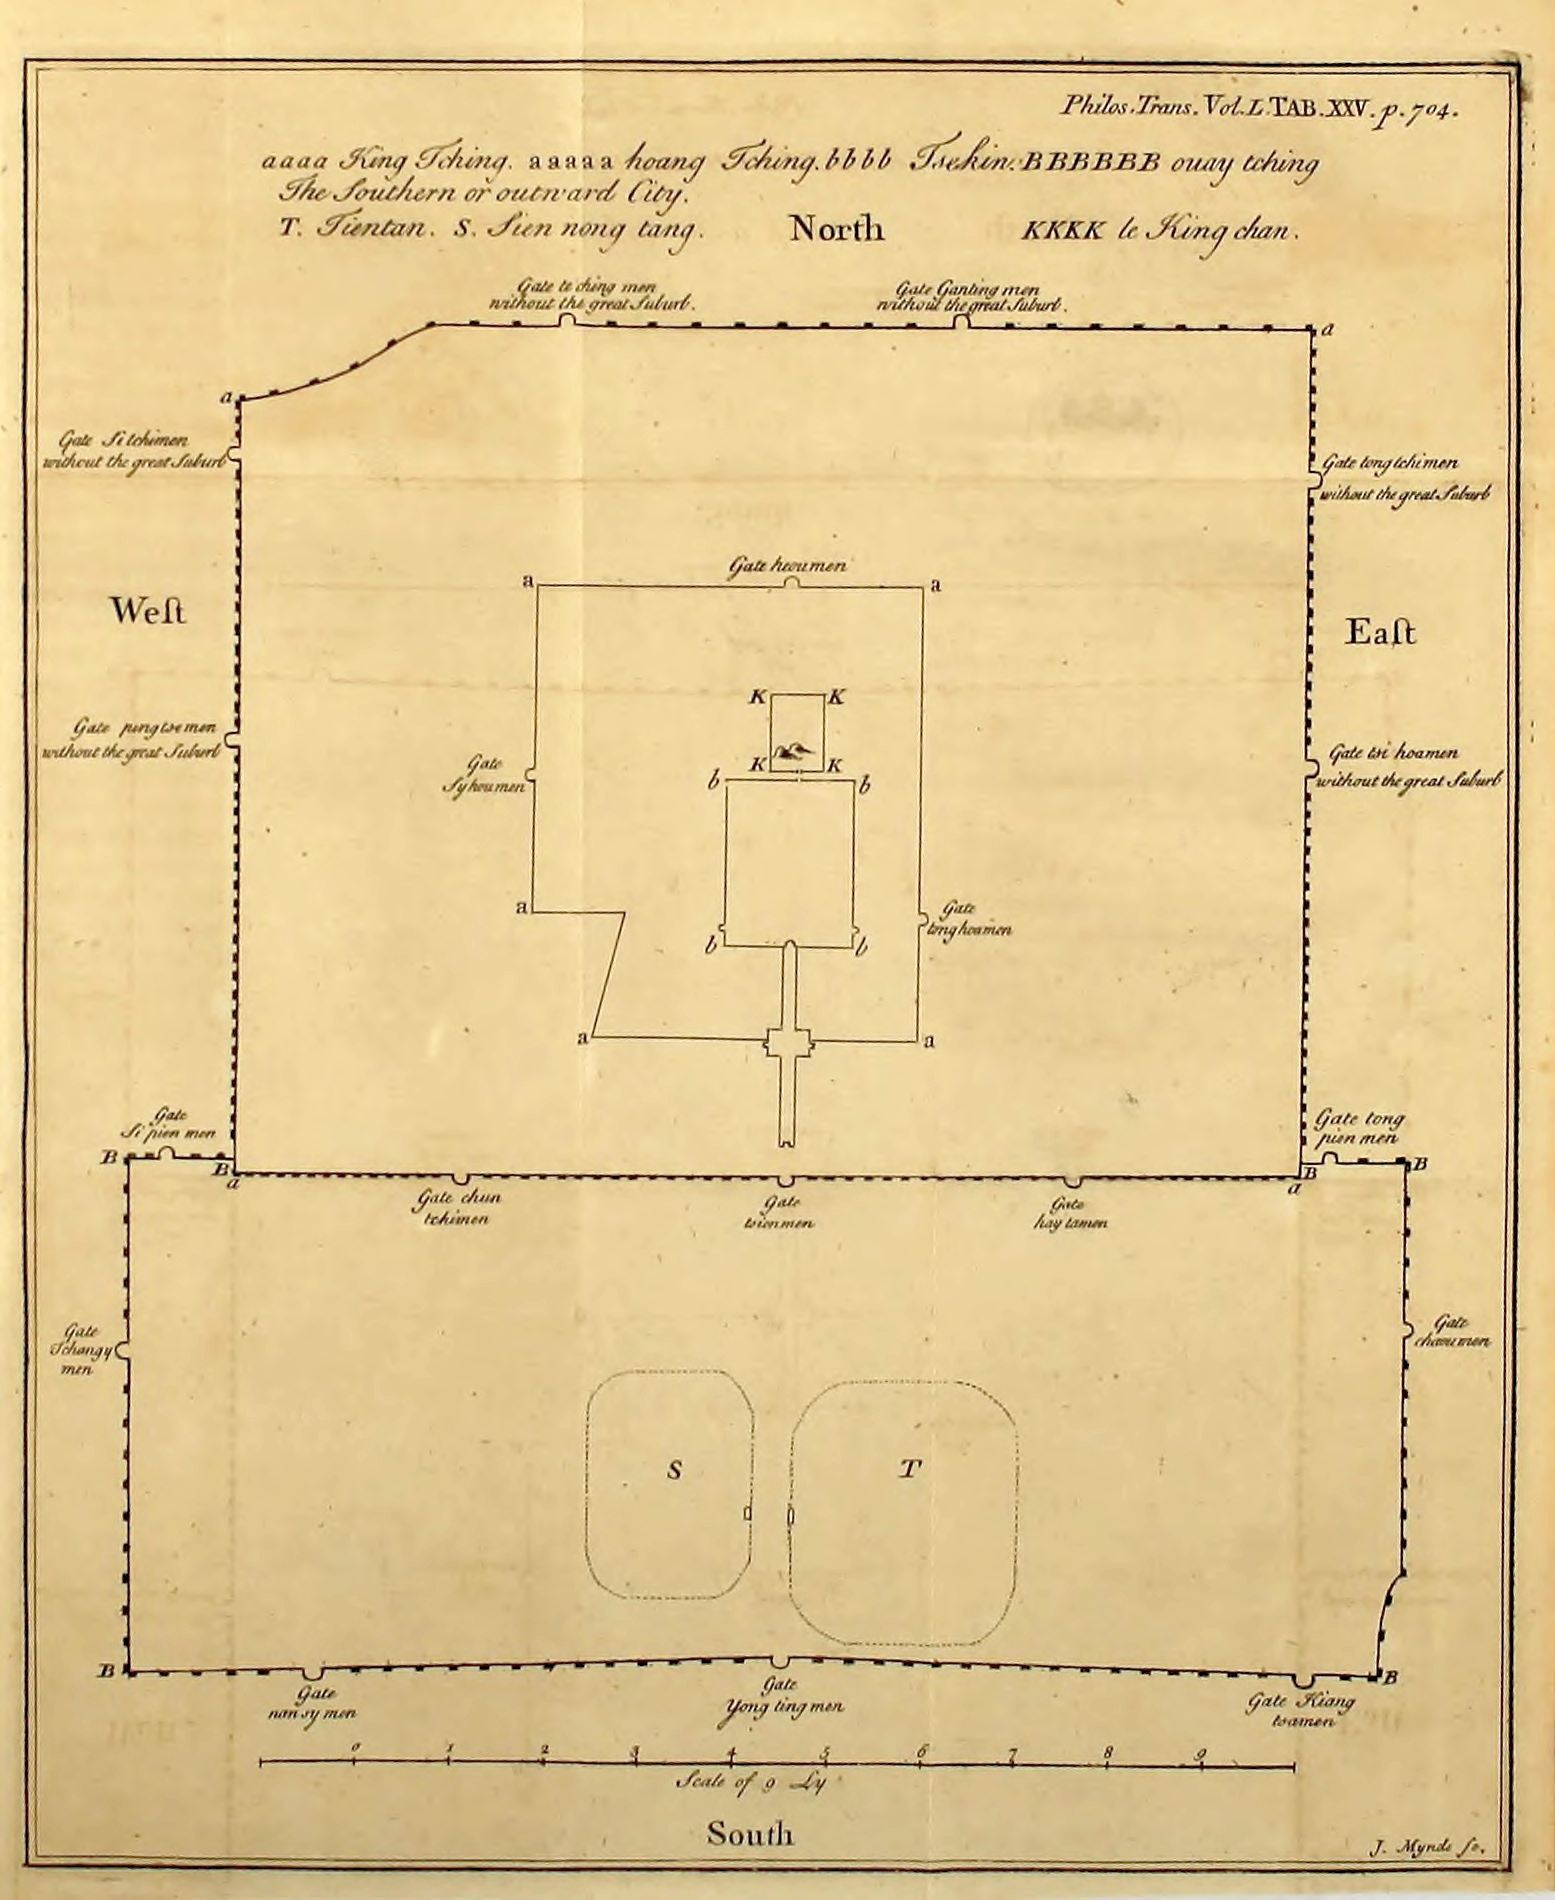 Philos. Trans. Vol. L. TAB. XXV. p. 704.
aaaa King Tching. aaaaa hoang Tching. bbbb Tsekin. BBBBBB ouay tching
The Southern or outward City.
T. Tientan. S. Sien nong tang. North KKKK le King chan.
Gate te ching men
without the great Suburb.
Gate Ganting men
without the great Suburb.
a
a
Gate Si tchimen
without the great Suburb
Gate tong tchimen
without the great Suburb
Gate heoumen
a
a
West
East
K K
Gate ping tse men
without the great Suburb
Gate
Sy hou men
K K
b
b
Gate tsi hoamen
without the great Suburb
a
Gate
tong hoamen
b
b
a
a
Gate
Si pien men
Gate tong
pien men
B
B
a
B
a
B
Gate chun
tchimen
Gate
tsien men
Gate
hay tamen
Gate
Tchangy
men
Gate
chaou men
S
T
B
B
Gate
nan sy men
Gate
Yong ting men
Gate Kiang
tsamen
0 1 2 3 4 5 6 7 8 9
Scale of 9 Ly
South
J. Mynde sc.